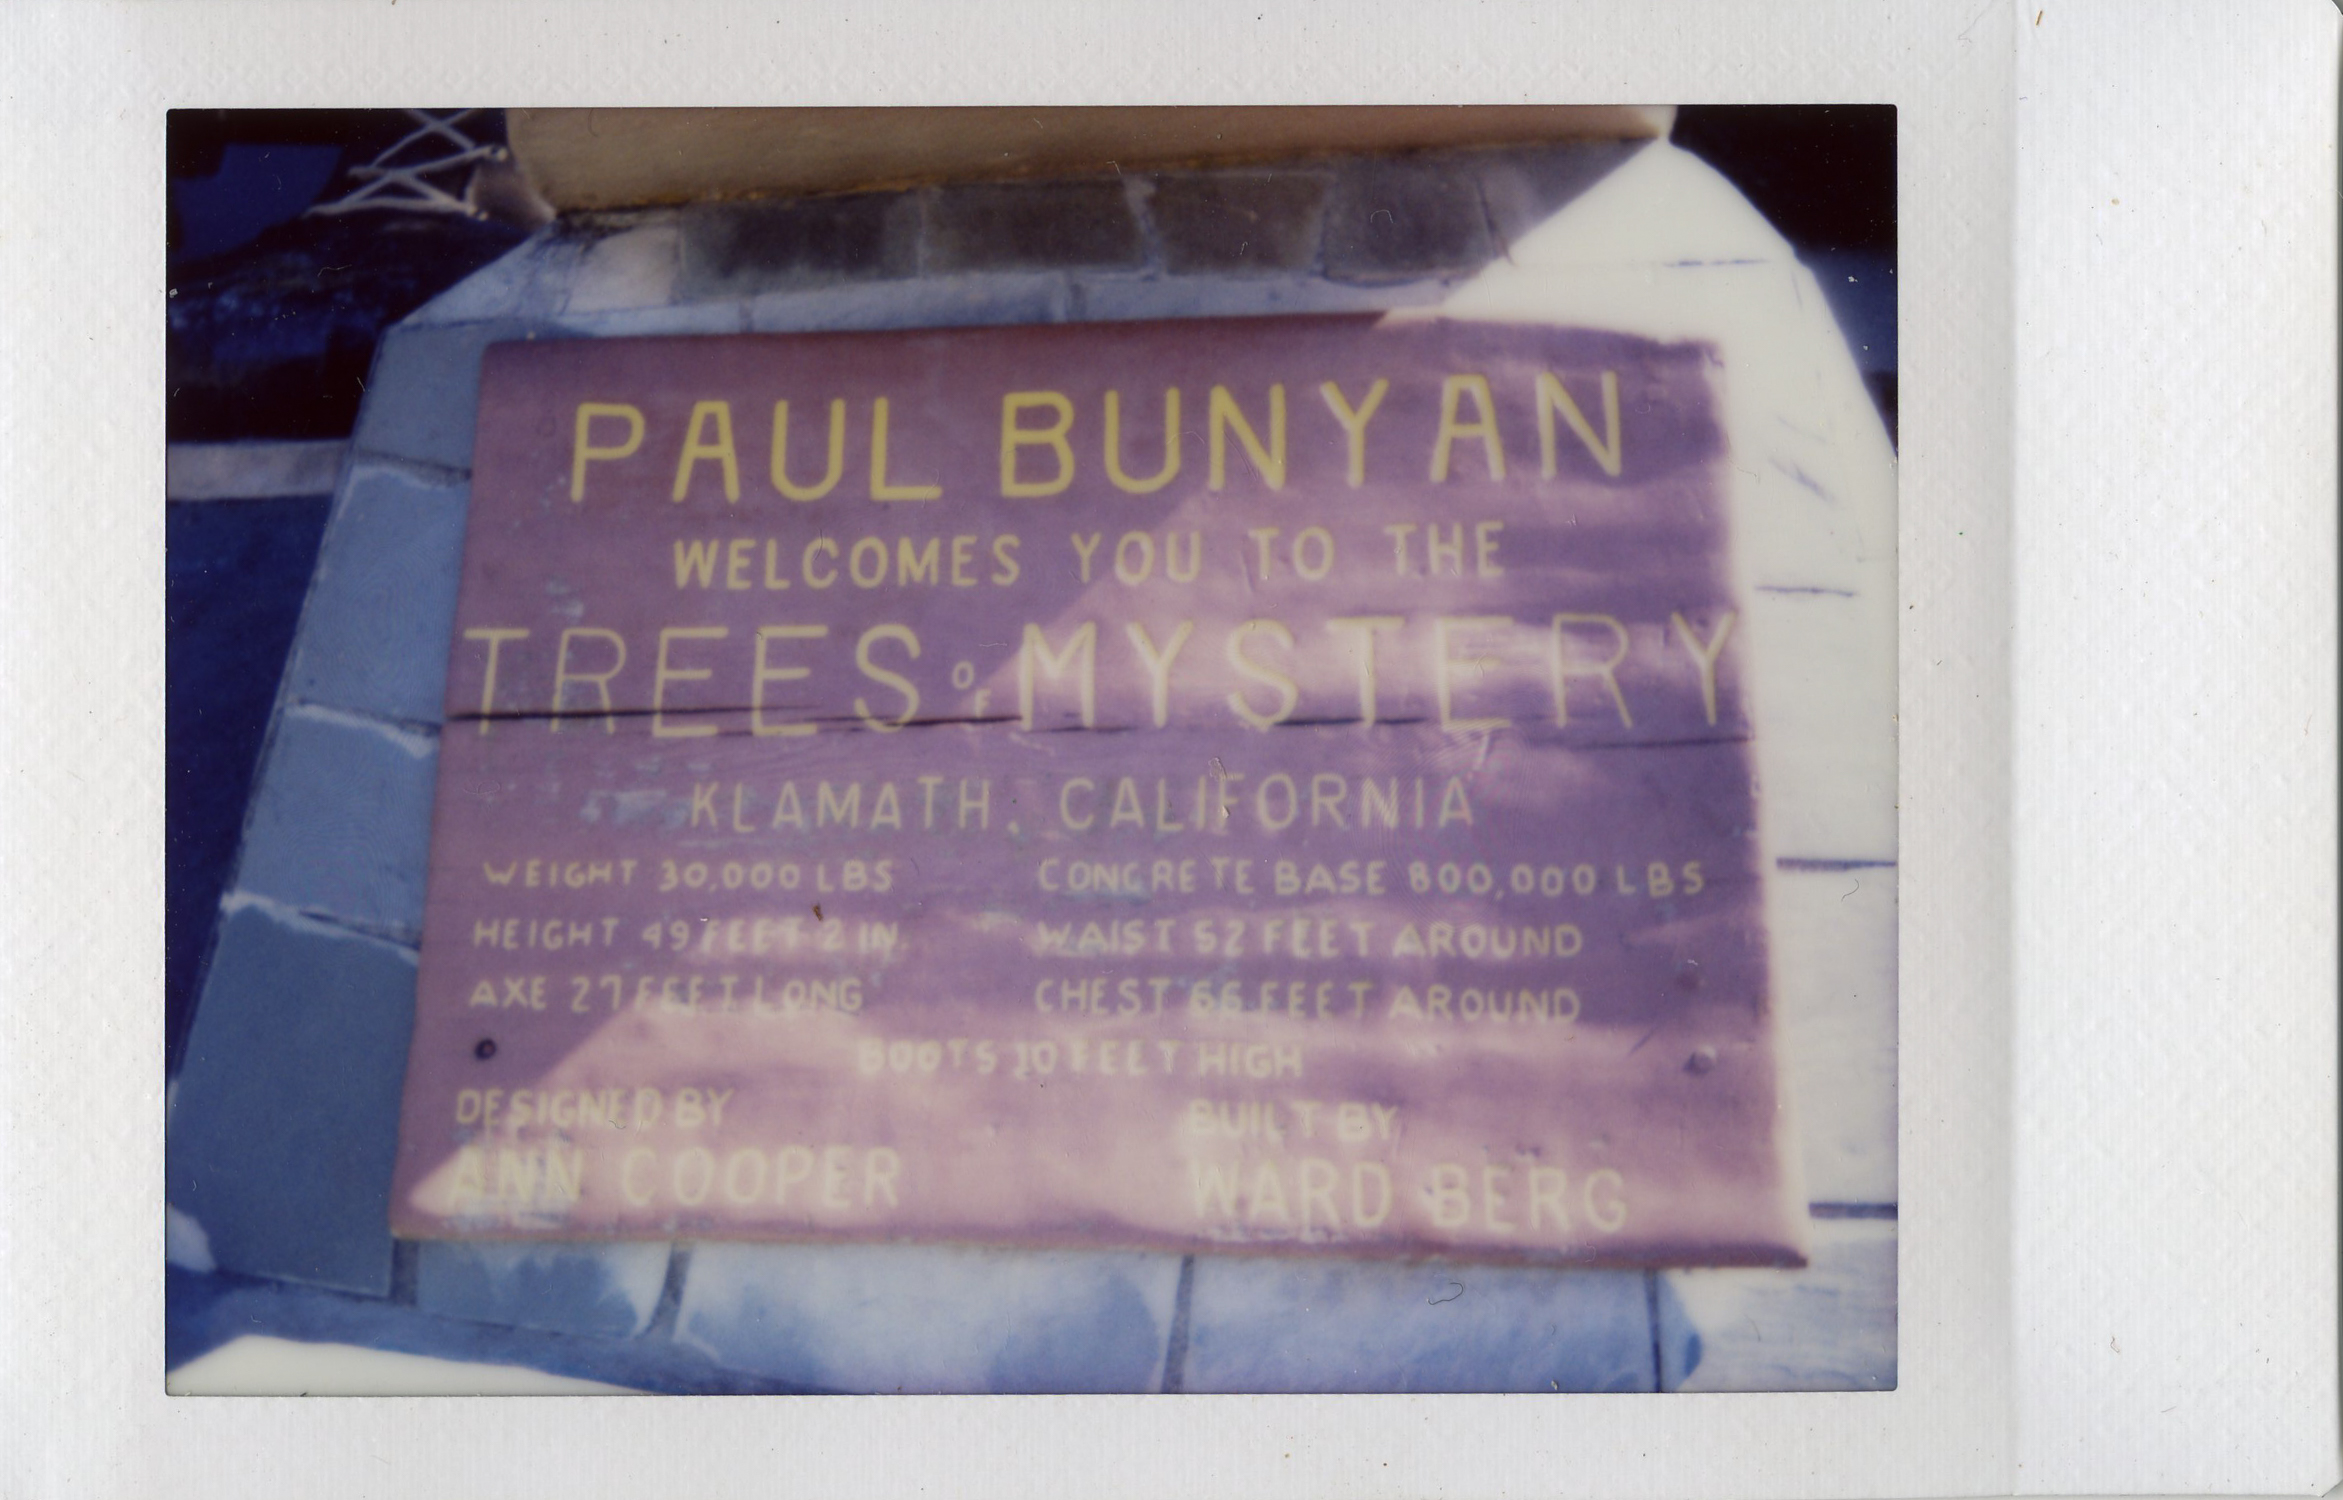 PAUL BUNYAN
WELCOMES YOU TO THE
TREES OF MYSTERY
KLAMATH, CALIFORNIA
WEIGHT 30,000 LBS CONCRETE BASE 800,000 LBS
HEIGHT 49 FEET 2 IN. WAIST 52 FEET AROUND
AXE 27 FEET LONG CHEST 66 FEET AROUND
BOOTS 10 FEET HIGH
DESIGNED BY BUILT BY
ANN COOPER WARD BERG